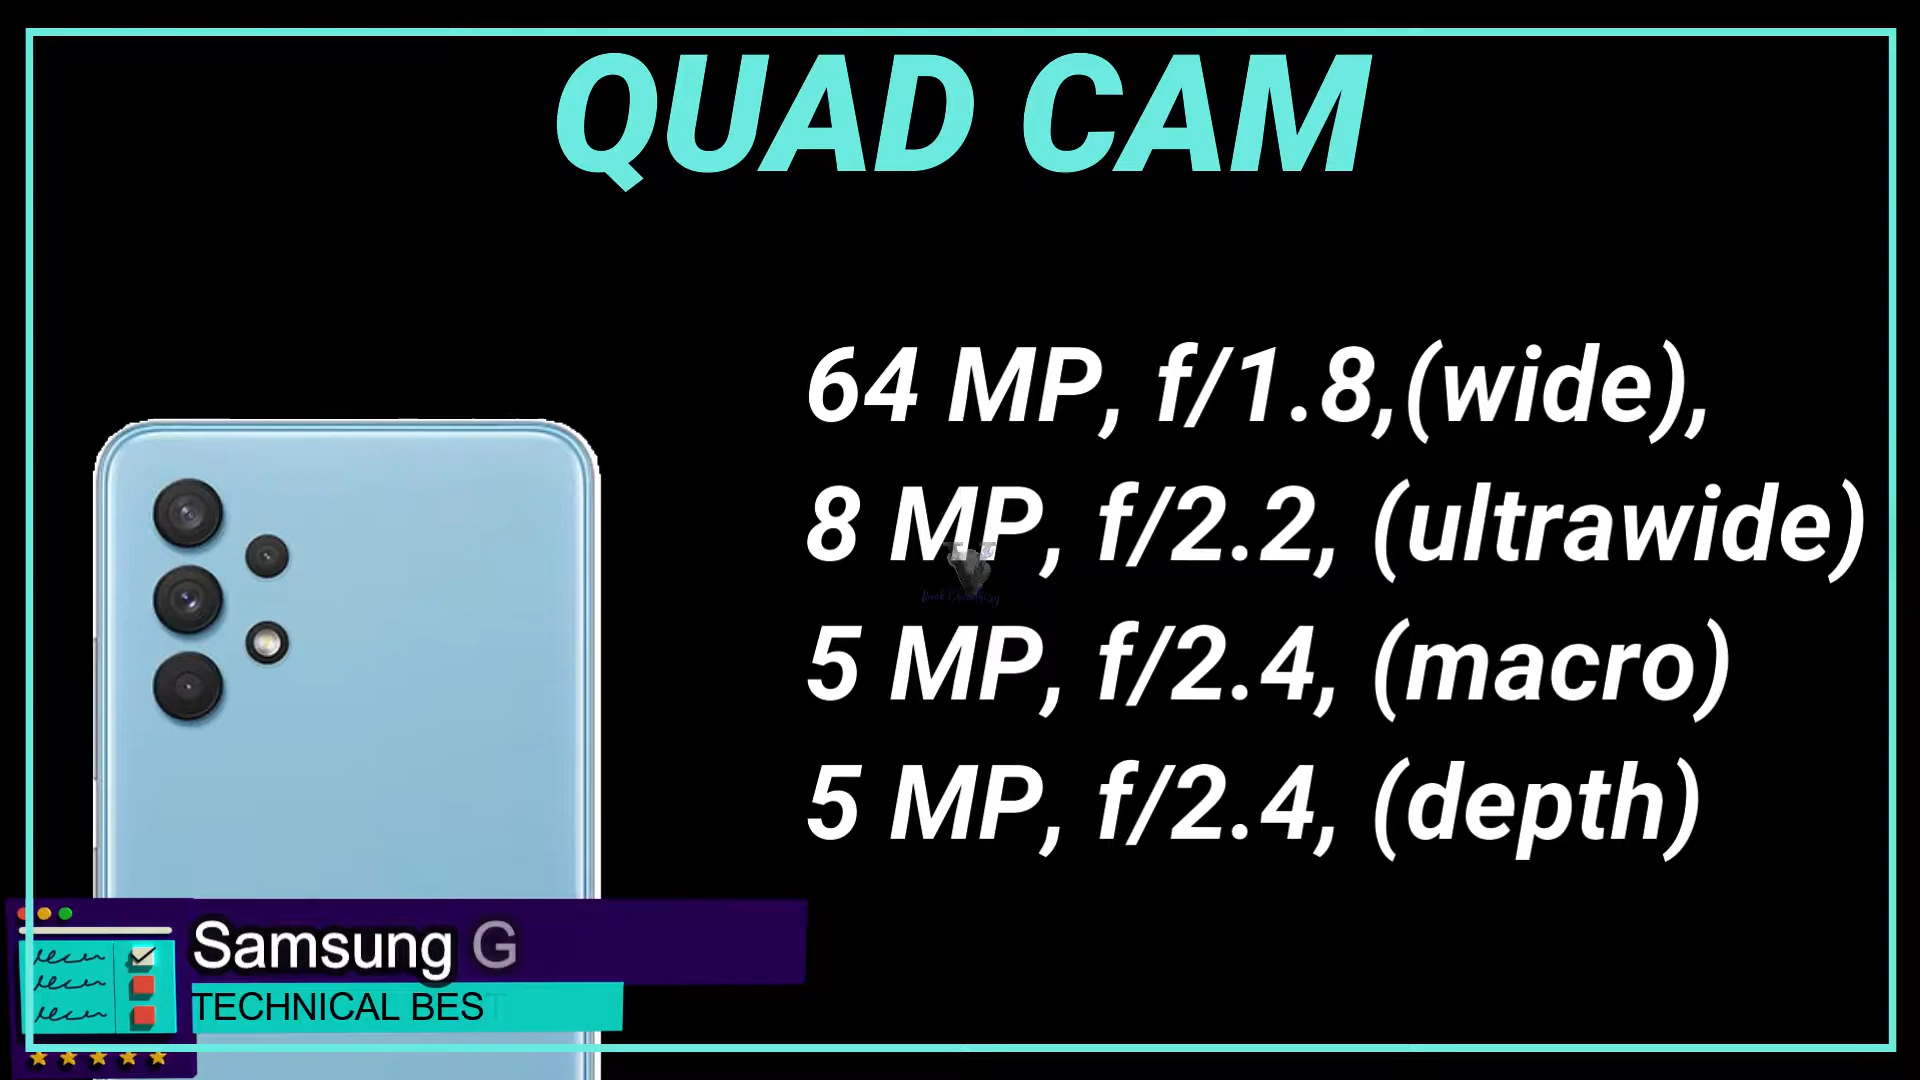 QUAD CAM
64 MP, f/1.8,(wide),
8 MP, f/2.2, (ultrawide)
5 MP, f/2.4, (macro)
5 MP, f/2.4, (depth)
Samsung G
TECHNICAL BEST